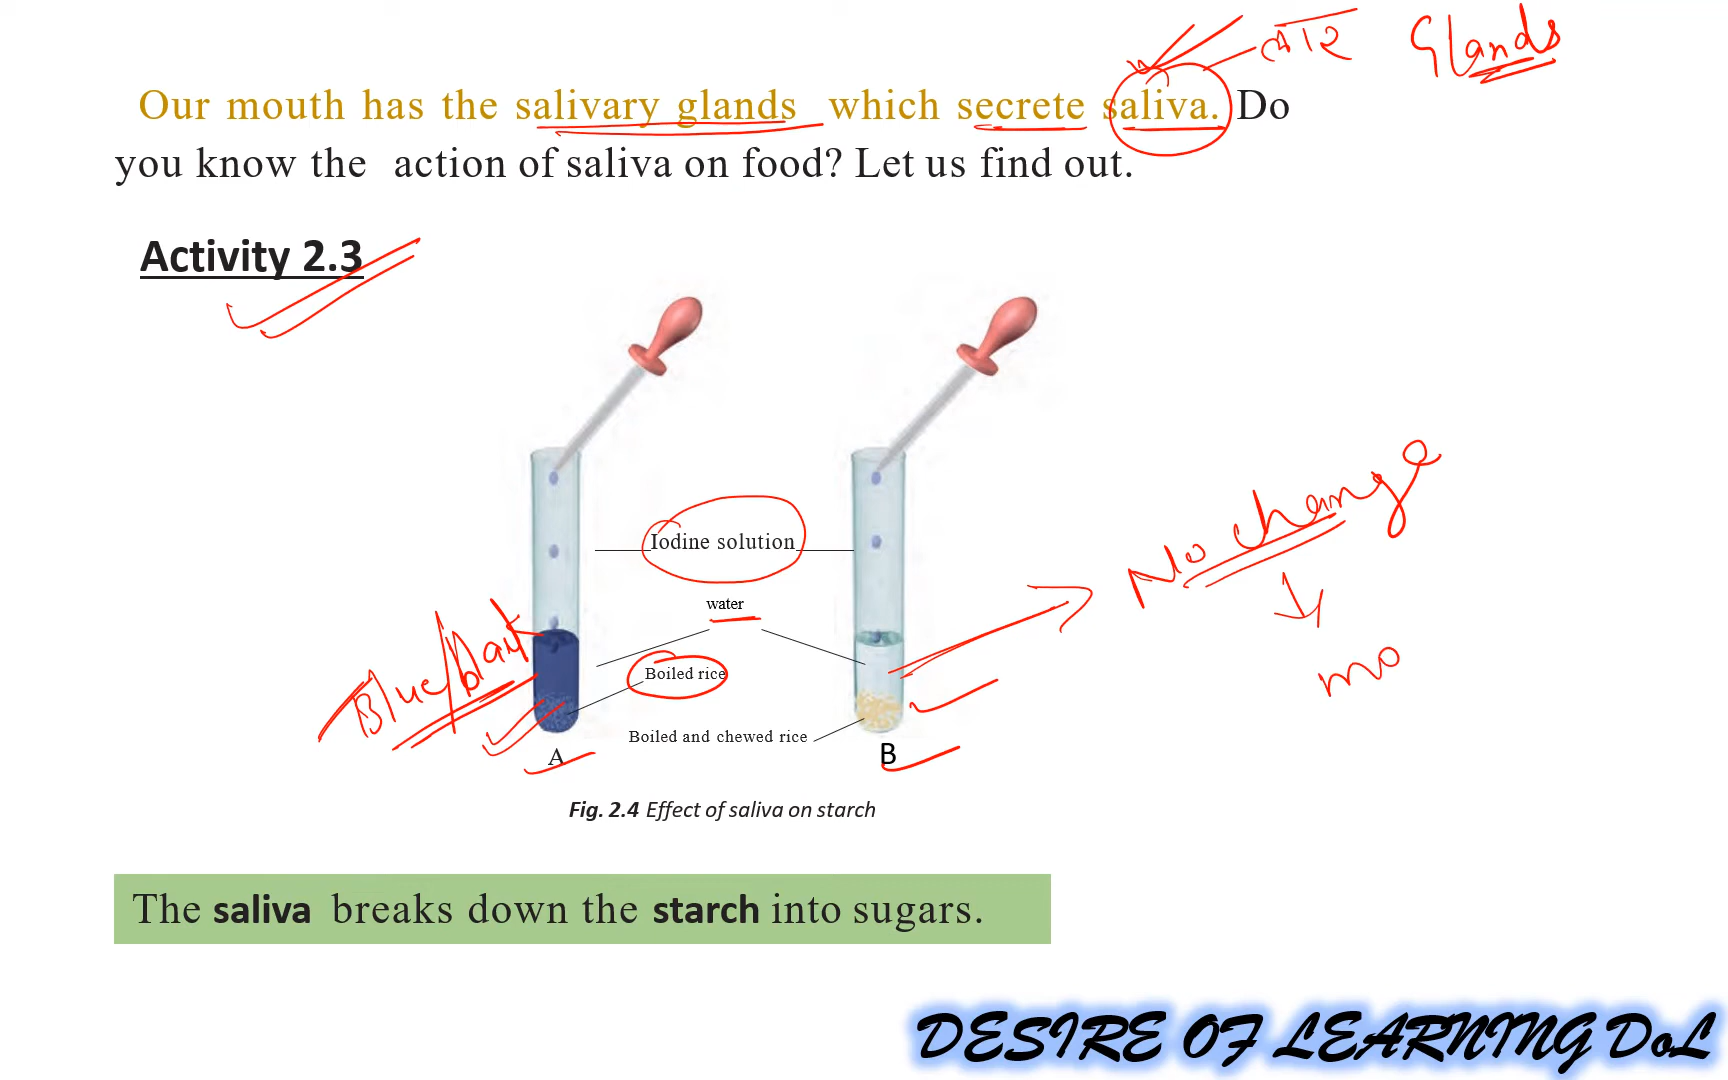 लार Glands
Our mouth has the salivary glands which secrete saliva. Do
you know the action of saliva on food? Let us find out.
Activity 2.3
Iodine solution
No change
water
Blue/black
Boiled rice
Boiled and chewed rice
A
B
Fig. 2.4 Effect of saliva on starch
The saliva breaks down the starch into sugars.
DESIRE OF LEARNING DoL